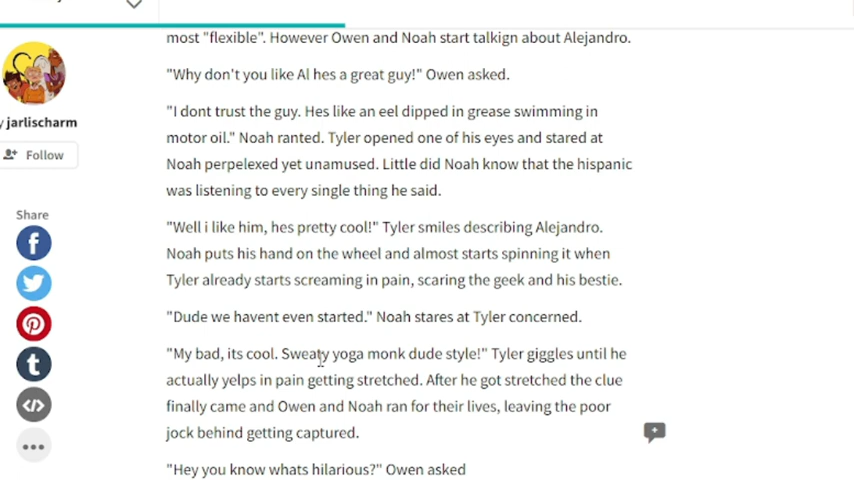 most "flexible". However Owen and Noah start talkign about Alejandro.
"Why don't you like Al hes a great guy!" Owen asked.
"I dont trust the guy. Hes like an eel dipped in grease swimming in
motor oil." Noah ranted. Tyler opened one of his eyes and stared at
Noah perpelexed yet unamused. Little did Noah know that the hispanic
was listening to every single thing he said.
"Well i like him, hes pretty cool!" Tyler smiles describing Alejandro.
Noah puts his hand on the wheel and almost starts spinning it when
Tyler already starts screaming in pain, scaring the geek and his bestie.
"Dude we havent even started." Noah stares at Tyler concerned.
"My bad, its cool. Sweaty yoga monk dude style!" Tyler giggles until he
actually yelps in pain getting stretched. After he got stretched the clue
finally came and Owen and Noah ran for their lives, leaving the poor
jock behind getting captured.
"Hey you know whats hilarious?" Owen asked
y jarlischarm
Follow
Share